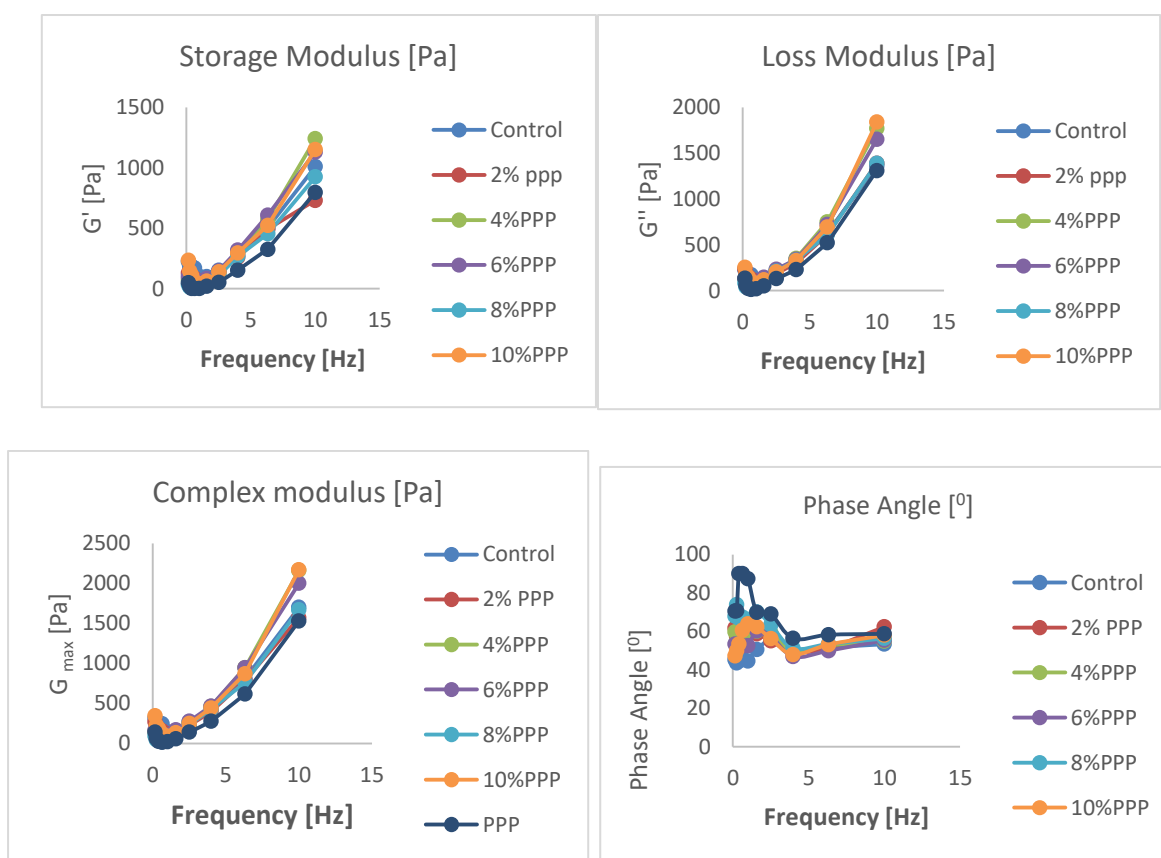 Storage Modulus [Pa]
G' [Pa]
1500
1000
500
0
0 5 10 15
Frequency [Hz]
Control
2% ppp
4%PPP
6%PPP
8%PPP
10%PPP
Loss Modulus [Pa]
G'' [Pa]
2000
1500
1000
500
0
0 5 10 15
Frequency [Hz]
Control
2% ppp
4%PPP
6%PPP
8%PPP
10%PPP
Complex modulus [Pa]
G max [Pa]
2500
2000
1500
1000
500
0
0 5 10 15
Frequency [Hz]
Control
2% PPP
4%PPP
6%PPP
8%PPP
10%PPP
PPP
Phase Angle [⁰]
Phase Angle [⁰]
100
80
60
40
20
0
0 5 10 15
Frequency [Hz]
Control
2% PPP
4%PPP
6%PPP
8%PPP
10%PPP